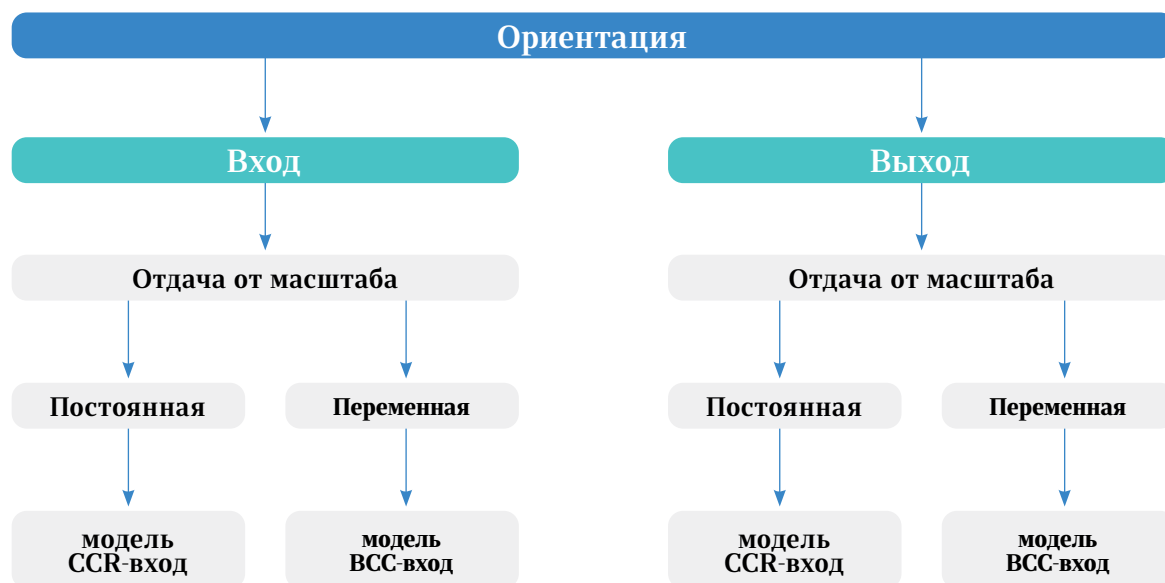 Ориентация
Вход
Выход
Отдача от масштаба
Отдача от масштаба
Постоянная
Переменная
Постоянная
Переменная
модель
CCR-вход
модель
BCC-вход
модель
CCR-вход
модель
BCC-вход